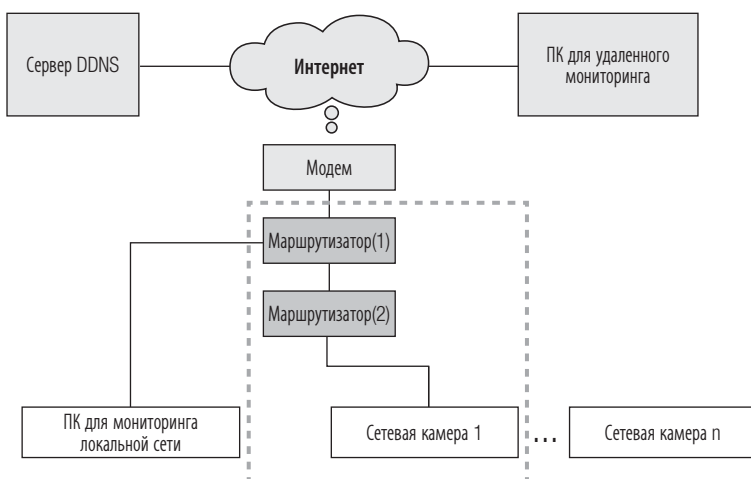 Сервер DDNS
Интернет
ПК для удаленного
мониторинга
Модем
Маршрутизатор(1)
Маршрутизатор(2)
ПК для мониторинга
локальной сети
Сетевая камера 1
...
Сетевая камера n